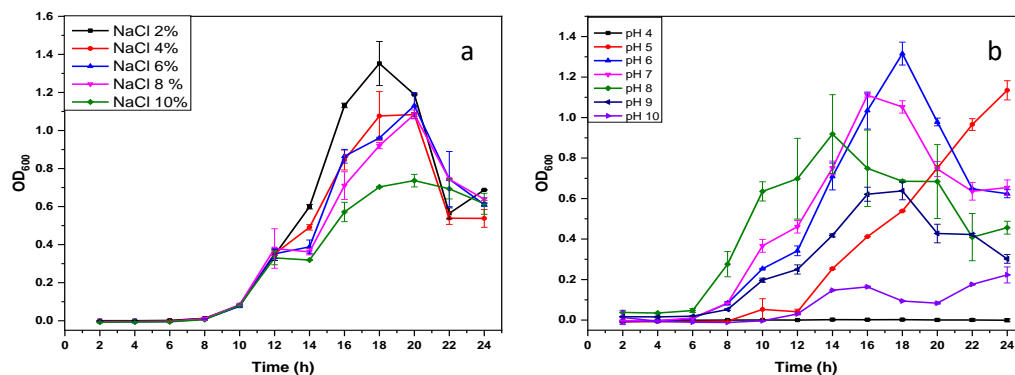 a
NaCl 2%
NaCl 4%
NaCl 6%
NaCl 8 %
NaCl 10%
OD600
1.6
1.4
1.2
1.0
0.8
0.6
0.4
0.2
0.0
0 2 4 6 8 10 12 14 16 18 20 22 24
Time (h)
b
pH 4
pH 5
pH 6
pH 7
pH 8
pH 9
pH 10
OD600
1.4
1.2
1.0
0.8
0.6
0.4
0.2
0.0
0 2 4 6 8 10 12 14 16 18 20 22 24
Time (h)